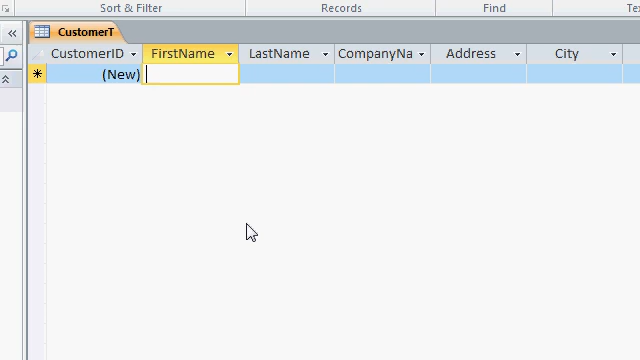 Sort & Filter Records Find
CustomerT
CustomerID FirstName LastName CompanyNa Address City
(New)